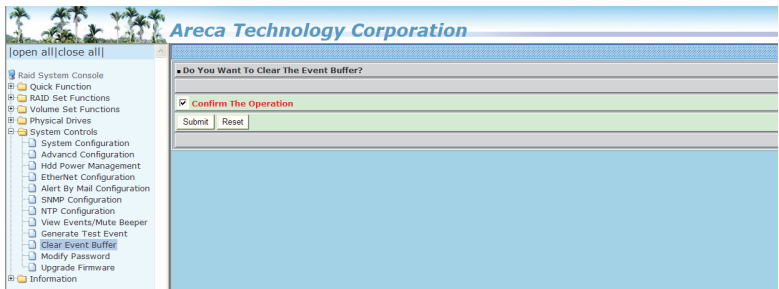 Areca Technology Corporation
|open all|close all|
Raid System Console
Quick Function
RAID Set Functions
Volume Set Functions
Physical Drives
System Controls
System Configuration
Advancd Configuration
Hdd Power Management
EtherNet Configuration
Alert By Mail Configuration
SNMP Configuration
NTP Configuration
View Events/Mute Beeper
Generate Test Event
Clear Event Buffer
Modify Password
Upgrade Firmware
Information
Do You Want To Clear The Event Buffer?
Confirm The Operation
Submit Reset